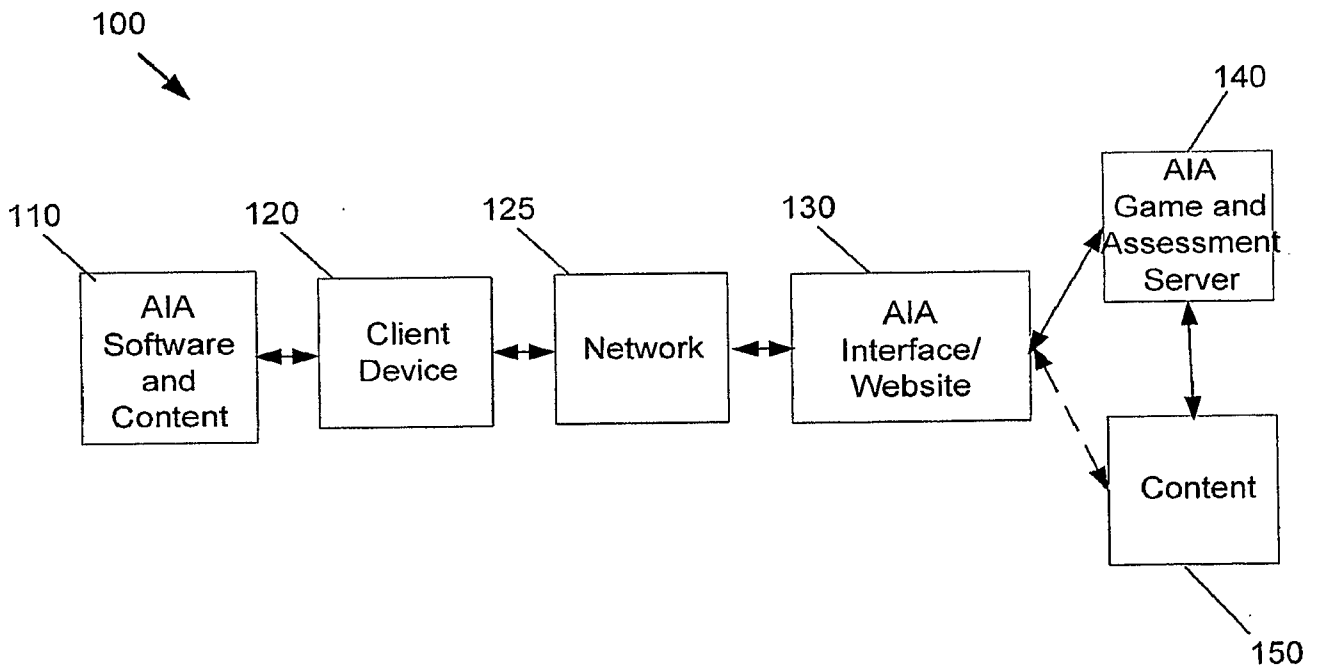 100
140
AIA
Game and
Assessment
Server
110
120
125
130
AIA
Software
and
Content
Client
Device
Network
AIA
Interface/
Website
Content
150